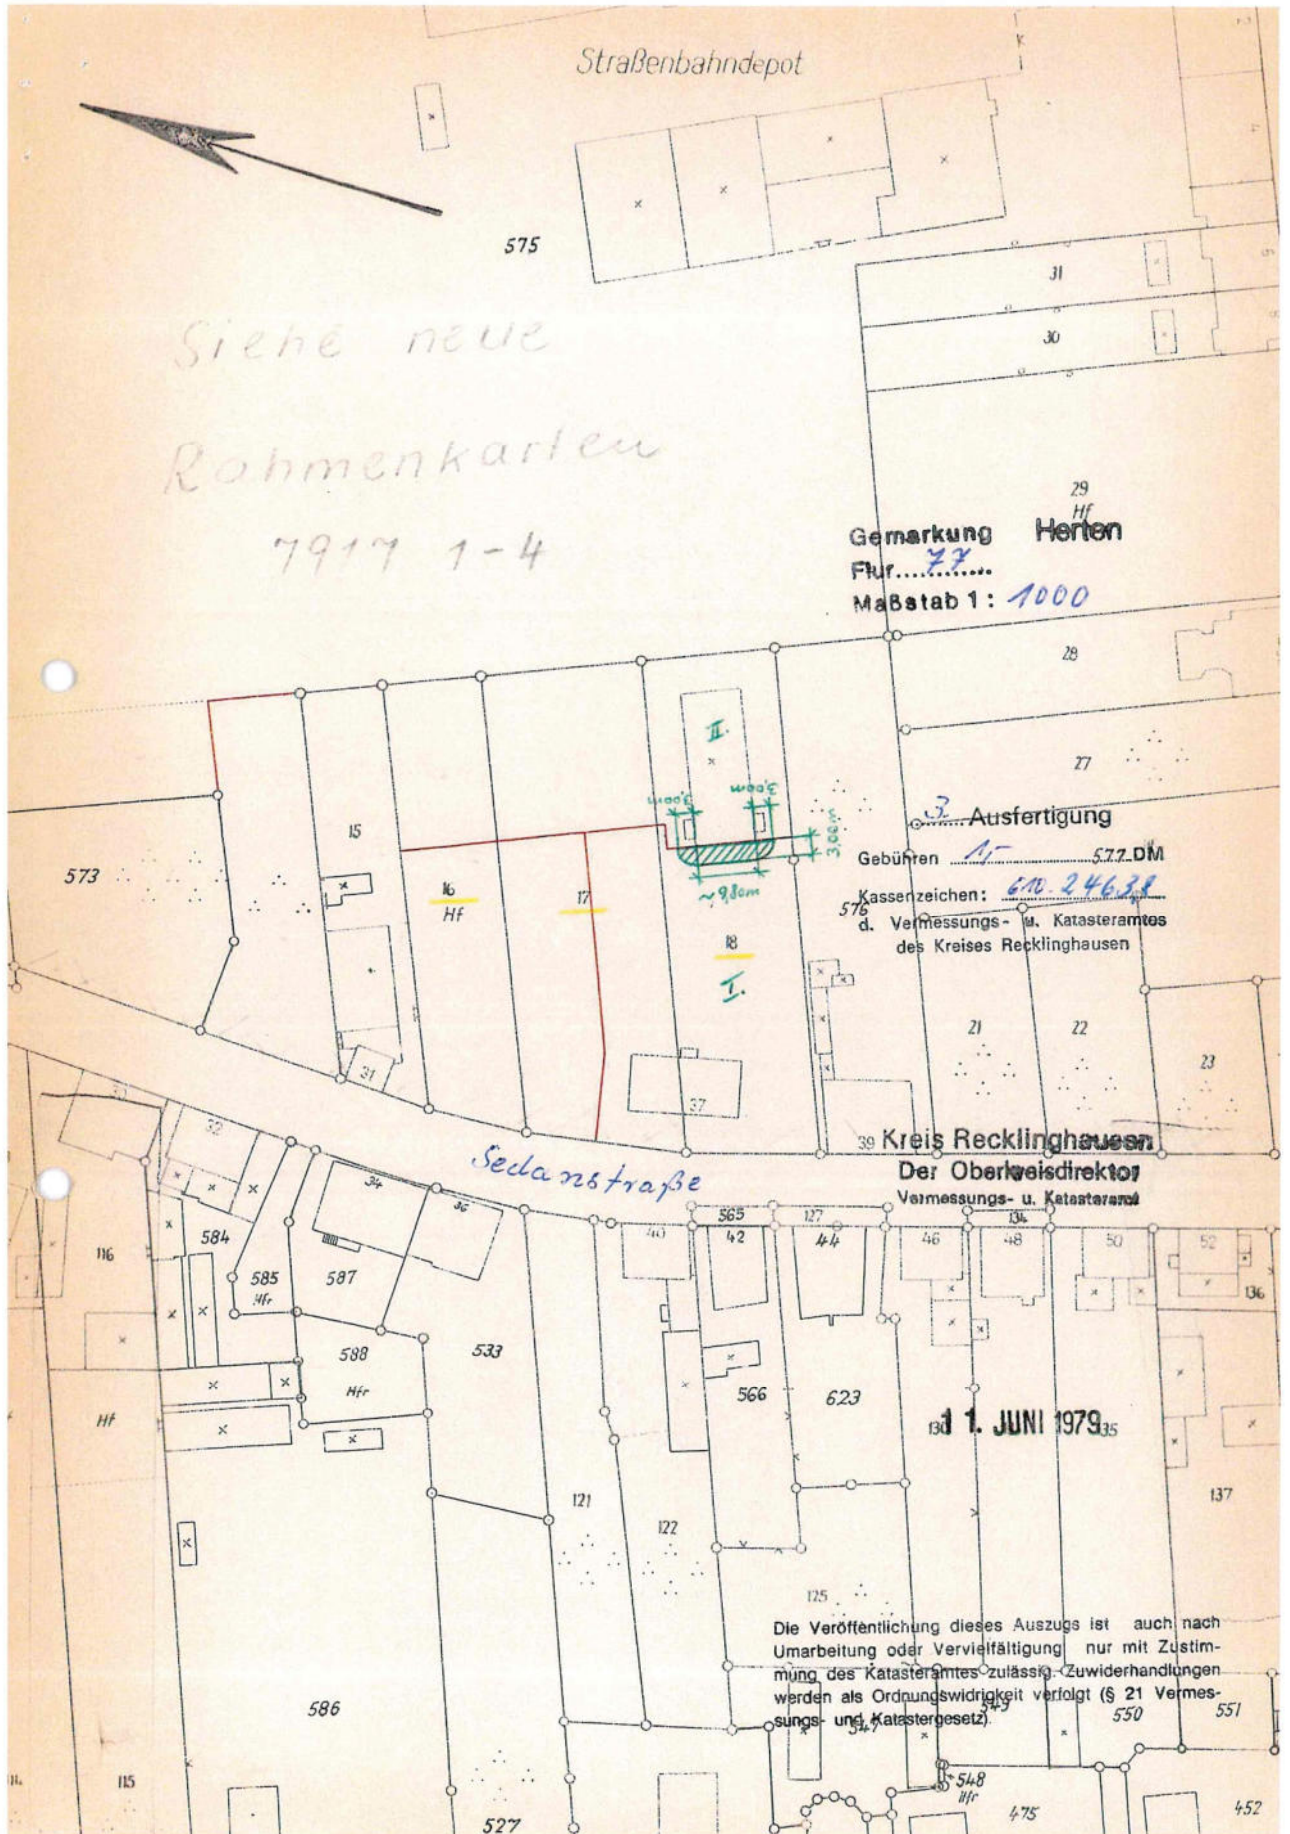 Straßenbahndepot
575
31
30
Siehe neue
Rahmenkarten
7917 1-4
29
Hf
Gemarkung Herten
Flur 77
Maßstab 1: 1000
28
27
II.
3,00m
3,00m
3,00m
~9,80m
15
573
16
Hf
17
18
I.
3. Ausfertigung
Gebühren 15 577 DM
Kassenzeichen:
576
d. Vermessungs- u. Katasteramtes
des Kreises Recklinghausen
21
22
23
31
37
39
Kreis Recklinghausen
Der Oberkreisdirektor
Vermessungs- u. Katasteramt
Sedanstraße
32
34
36
40
565
42
127
44
46
134
48
50
52
136
116
584
585
Hfr
587
588
Hfr
533
566
623
130
11. JUNI 1979
135
Hf
121
122
137
125
Die Veröffentlichung dieses Auszugs ist auch nach
Umarbeitung oder Vervielfältigung nur mit Zustim-
mung des Katasteramtes zulässig. Zuwiderhandlungen
werden als Ordnungswidrigkeit verfolgt (§ 21 Vermes-
sungs- und Katastergesetz).
586
547
549
550
551
115
548
Hfr
527
475
452